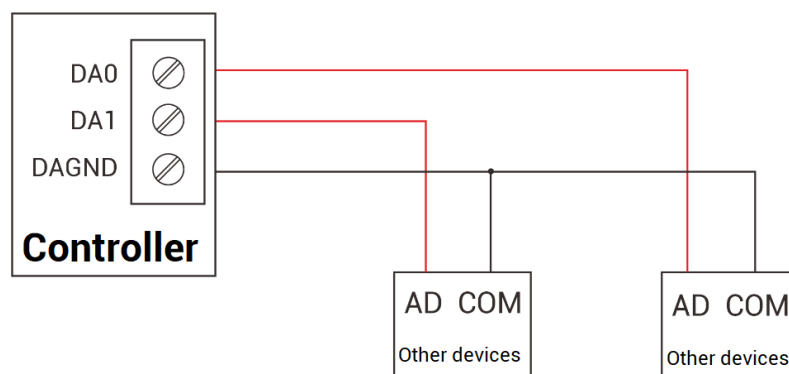 DA0
DA1
DAGND
Controller
AD COM
Other devices
AD COM
Other devices